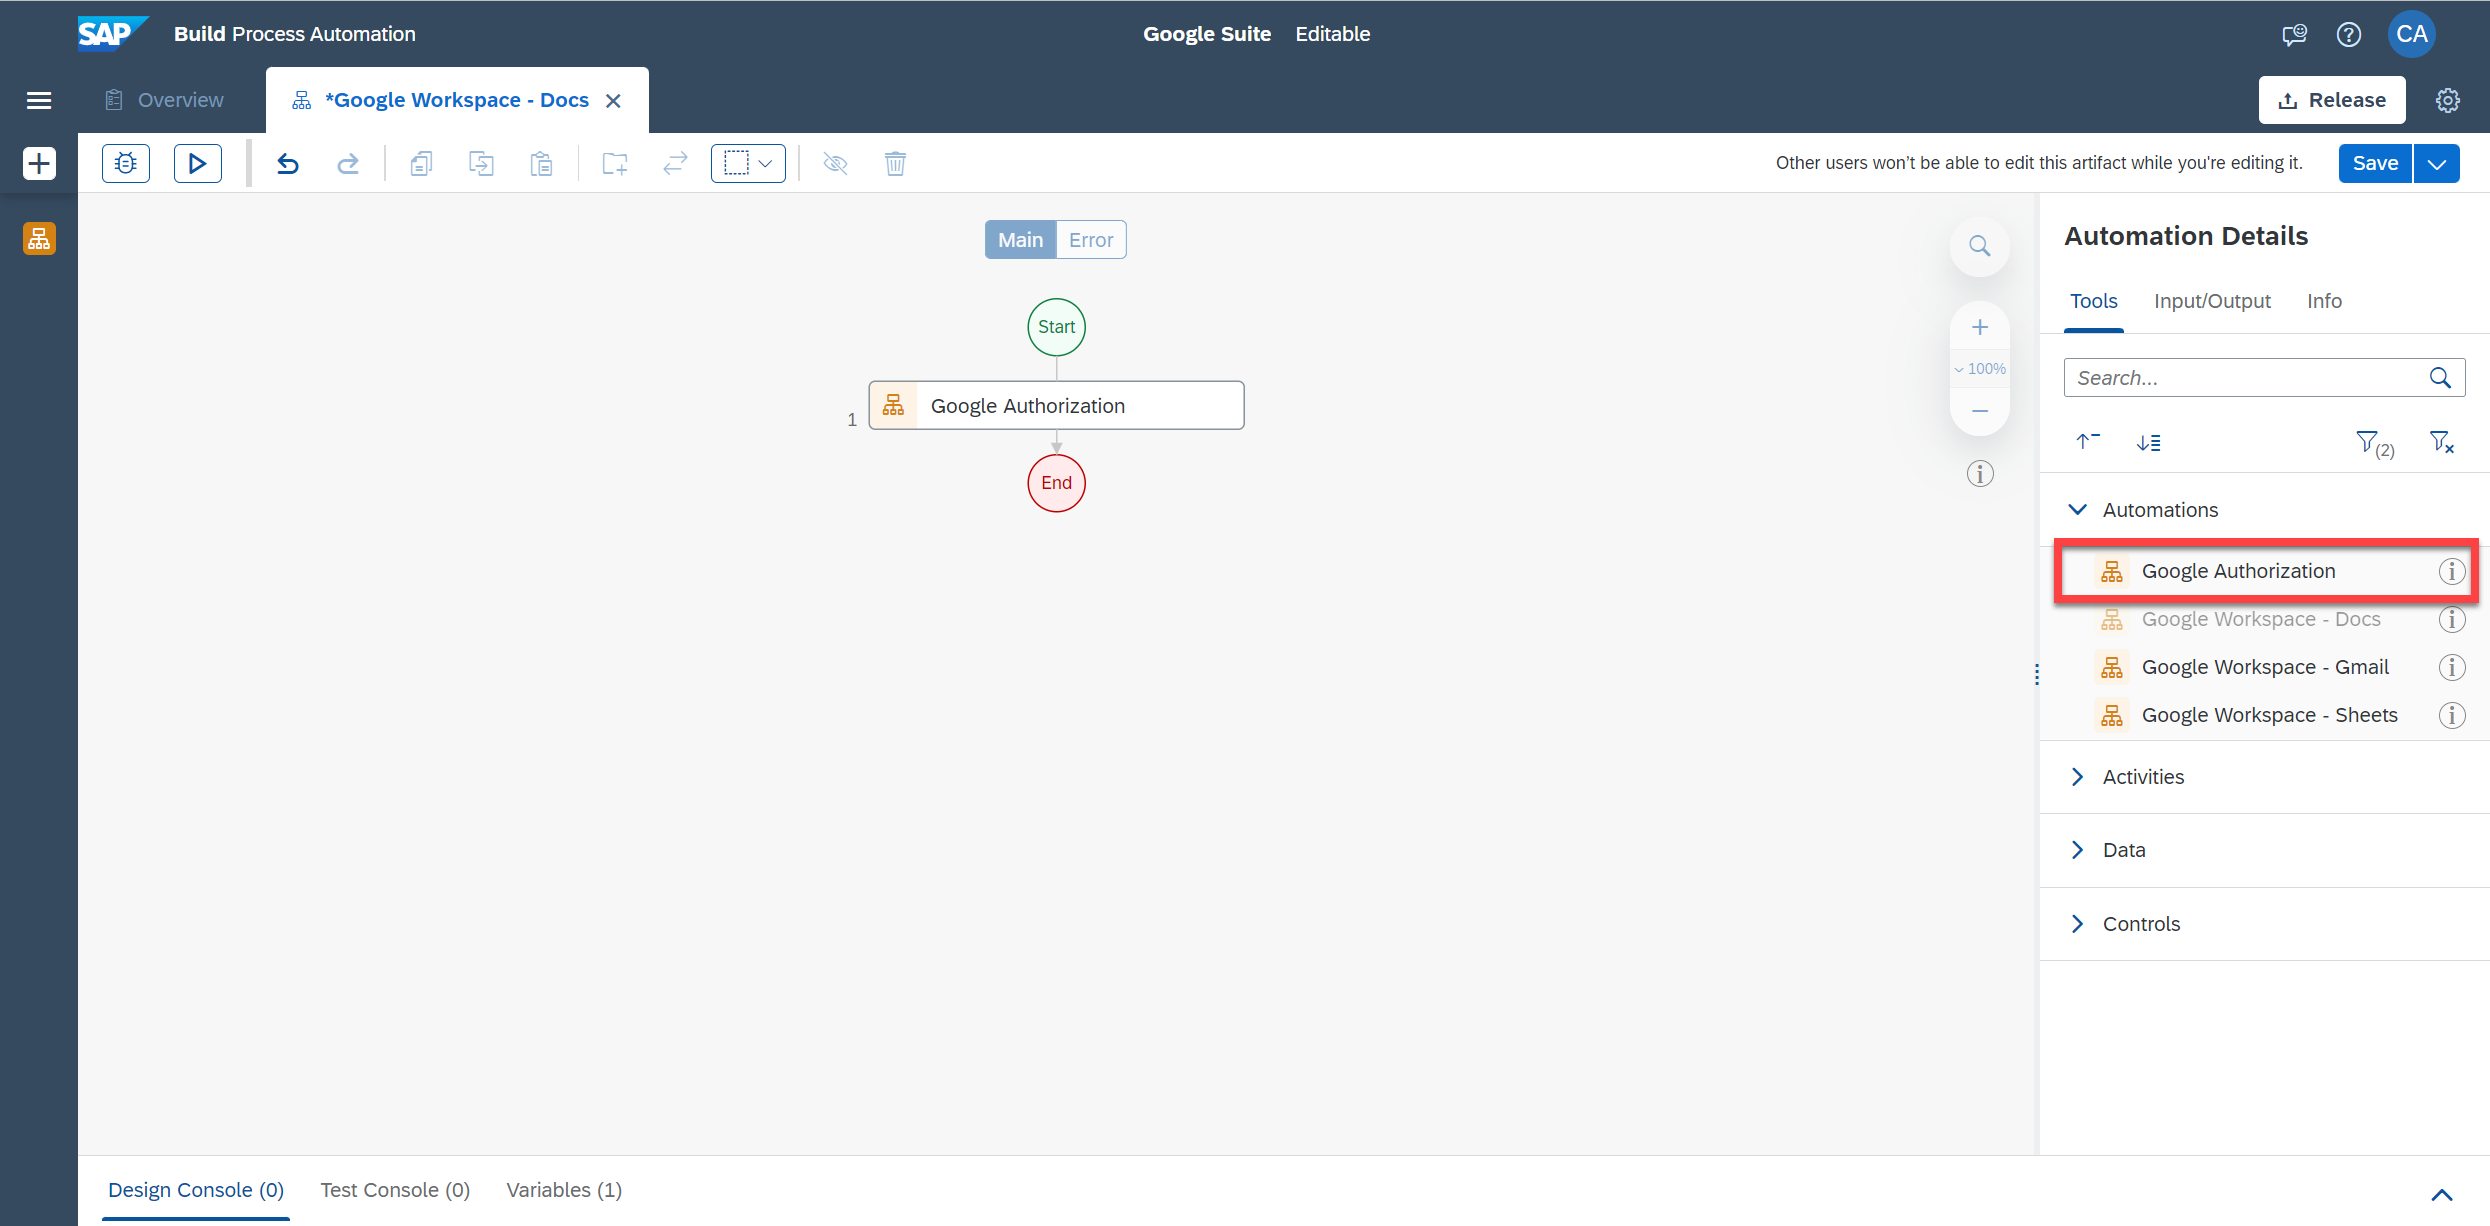 SAP Build Process Automation
Google Suite Editable
CA
Overview
*Google Workspace - Docs
Release
Other users won’t be able to edit this artifact while you're editing it.
Save
Main
Error
Start
1
Google Authorization
End
100%
Automation Details
Tools
Input/Output
Info
Search...
(2)
Automations
Google Authorization
Google Workspace - Docs
Google Workspace - Gmail
Google Workspace - Sheets
Activities
Data
Controls
Design Console (0)
Test Console (0)
Variables (1)